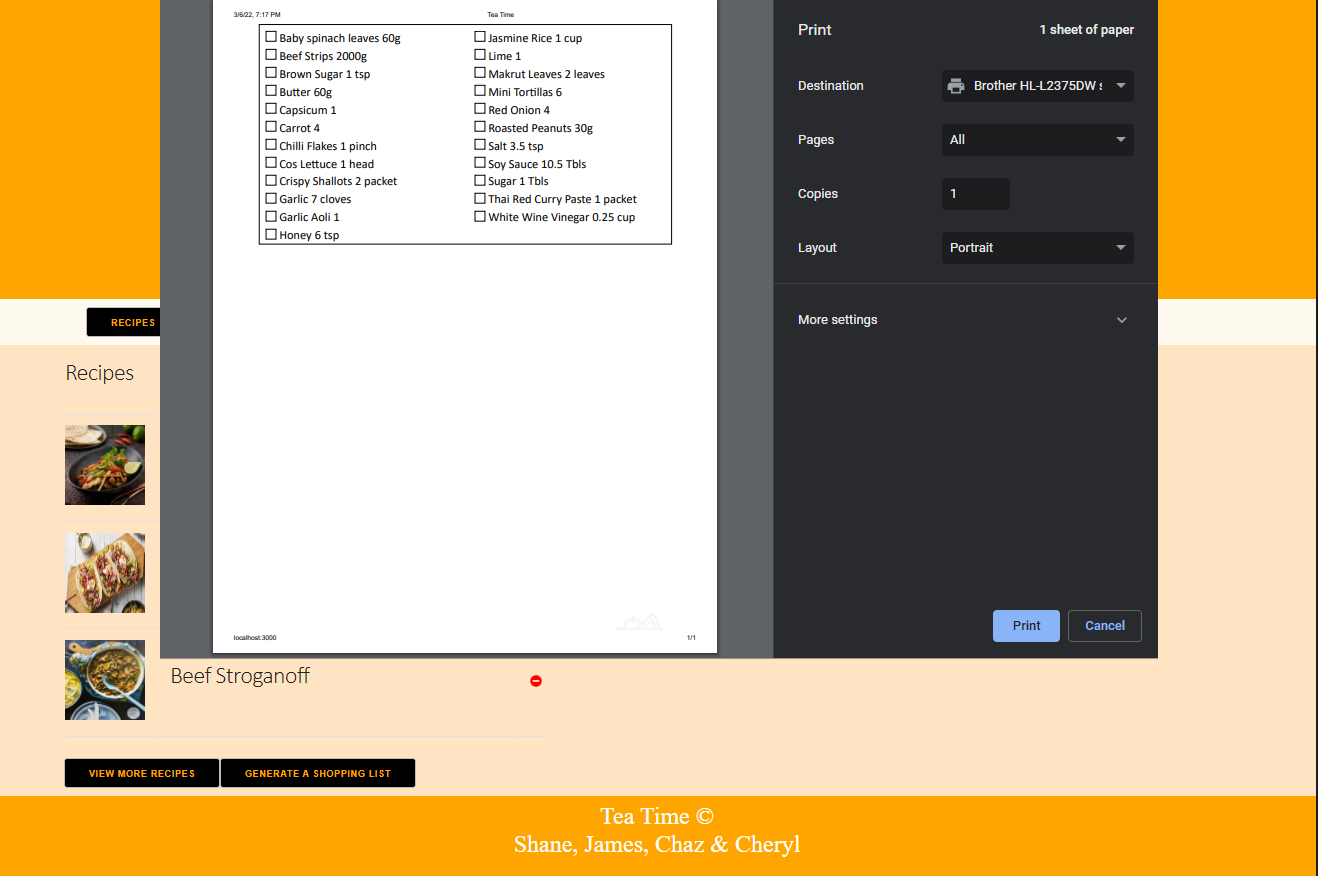 3/6/22, 7:17 PM
Tea Time
Baby spinach leaves 60g
Beef Strips 2000g
Brown Sugar 1 tsp
Butter 60g
Capsicum 1
Carrot 4
Chilli Flakes 1 pinch
Cos Lettuce 1 head
Crispy Shallots 2 packet
Garlic 7 cloves
Garlic Aoli 1
Honey 6 tsp
Jasmine Rice 1 cup
Lime 1
Makrut Leaves 2 leaves
Mini Tortillas 6
Red Onion 4
Roasted Peanuts 30g
Salt 3.5 tsp
Soy Sauce 10.5 Tbls
Sugar 1 Tbls
Thai Red Curry Paste 1 packet
White Wine Vinegar 0.25 cup
localhost:3000
1/1
Print
1 sheet of paper
Destination
Brother HL-L2375DW s
Pages
All
Copies
1
Layout
Portrait
More settings
Print
Cancel
RECIPES
Recipes
Beef Stroganoff
VIEW MORE RECIPES
GENERATE A SHOPPING LIST
Tea Time ©
Shane, James, Chaz & Cheryl